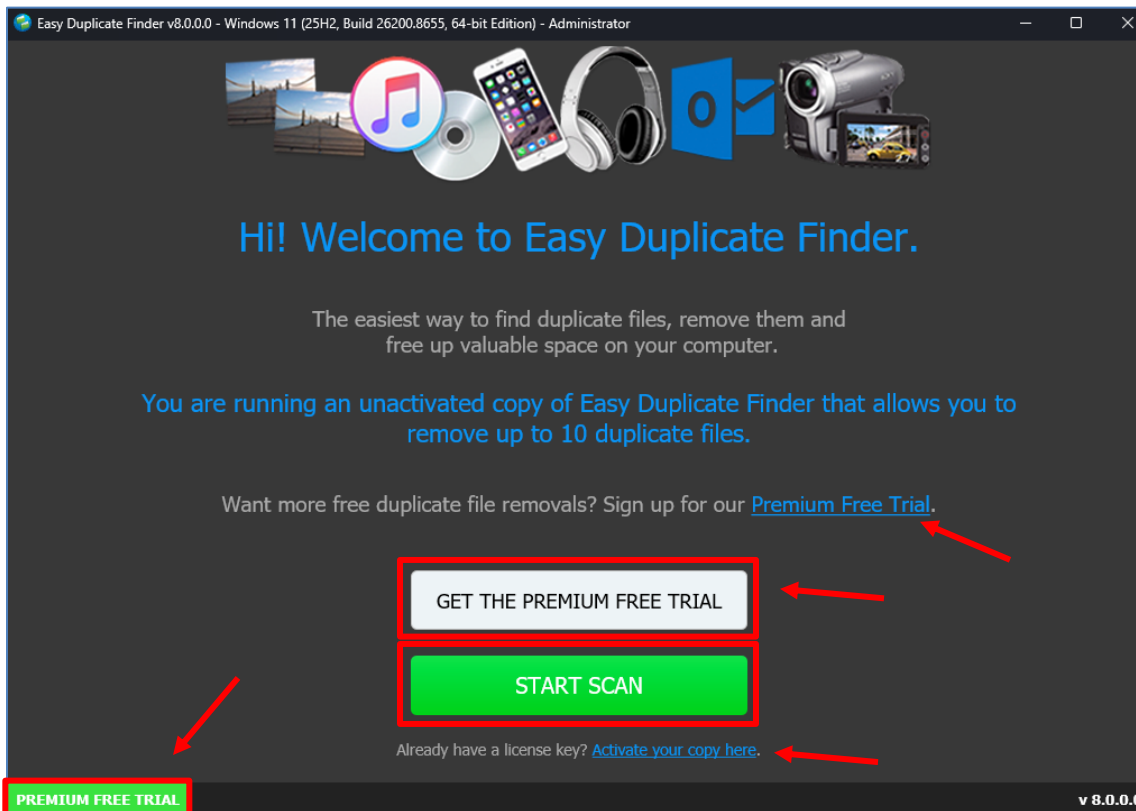 Easy Duplicate Finder v8.0.0.0 - Windows 11 (25H2, Build 26200.8655, 64-bit Edition) - Administrator
Hi! Welcome to Easy Duplicate Finder.
The easiest way to find duplicate files, remove them and
free up valuable space on your computer.
You are running an unactivated copy of Easy Duplicate Finder that allows you to
remove up to 10 duplicate files.
Want more free duplicate file removals? Sign up for our Premium Free Trial.
GET THE PREMIUM FREE TRIAL
START SCAN
Already have a license key? Activate your copy here.
PREMIUM FREE TRIAL
v 8.0.0.0